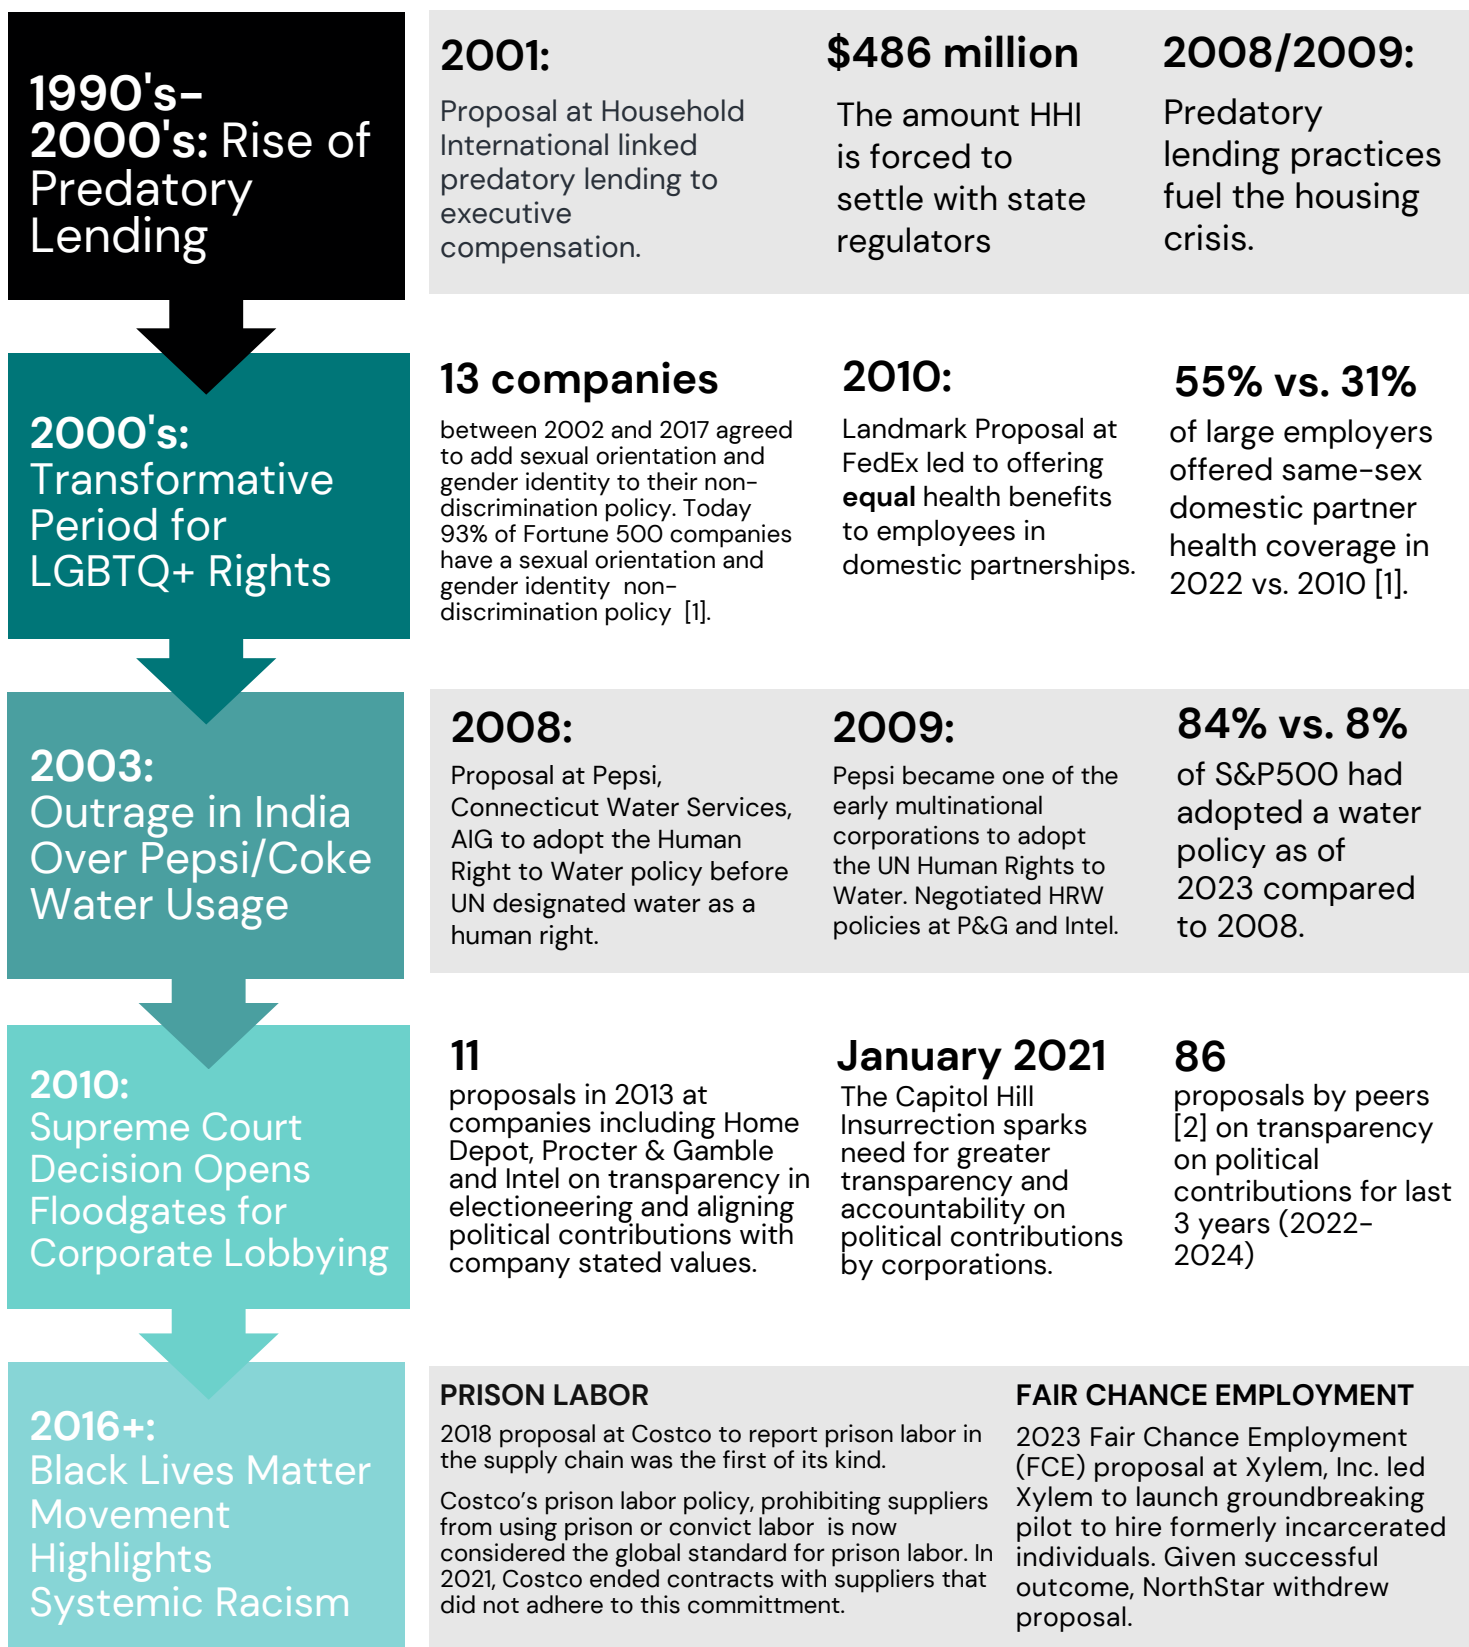 1990's-
2000's: Rise of
Predatory
Lending
2001:
Proposal at Household
International linked
predatory lending to
executive
compensation.
$486 million
The amount HHI
is forced to
settle with state
regulators
2008/2009:
Predatory
lending practices
fuel the housing
crisis.
2000's:
Transformative
Period for
LGBTQ+ Rights
13 companies
between 2002 and 2017 agreed
to add sexual orientation and
gender identity to their non-
discrimination policy. Today
93% of Fortune 500 companies
have a sexual orientation and
gender identity  non-
discrimination policy  [1].
2010:
Landmark Proposal at
FedEx led to offering
equal health benefits
to employees in
domestic partnerships.
55% vs. 31%
of large employers
offered same-sex
domestic partner
health coverage in
2022 vs. 2010 [1].
2003:
Outrage in India
Over Pepsi/Coke
Water Usage
2008:
Proposal at Pepsi,
Connecticut Water Services,
AIG to adopt the Human
Right to Water policy before
UN designated water as a
human right.
2009:
Pepsi became one of the
early multinational
corporations to adopt
the UN Human Rights to
Water. Negotiated HRW
policies at P&G and Intel.
84% vs. 8%
of S&P500 had
adopted a water
policy as of
2023 compared
to 2008.
2010:
Supreme Court
Decision Opens
Floodgates for
Corporate Lobbying
11
proposals in 2013 at
companies including Home
Depot, Procter & Gamble
and Intel on transparency in
electioneering and aligning
political contributions with
company stated values.
January 2021
The Capitol Hill
Insurrection sparks
need for greater
transparency and
accountability on
political contributions
by corporations.
86
proposals by peers
[2] on transparency
on political
contributions for last
3 years (2022-
2024)
2016+:
Black Lives Matter
Movement
Highlights
Systemic Racism
PRISON LABOR
2018 proposal at Costco to report prison labor in
the supply chain was the first of its kind.
Costco's prison labor policy, prohibiting suppliers
from using prison or convict labor  is now
considered the global standard for prison labor. In
2021, Costco ended contracts with suppliers that
did not adhere to this committment.
FAIR CHANCE EMPLOYMENT
2023 Fair Chance Employment
(FCE) proposal at Xylem, Inc. led
Xylem to launch groundbreaking
pilot to hire formerly incarcerated
individuals. Given successful
outcome, NorthStar withdrew
proposal.